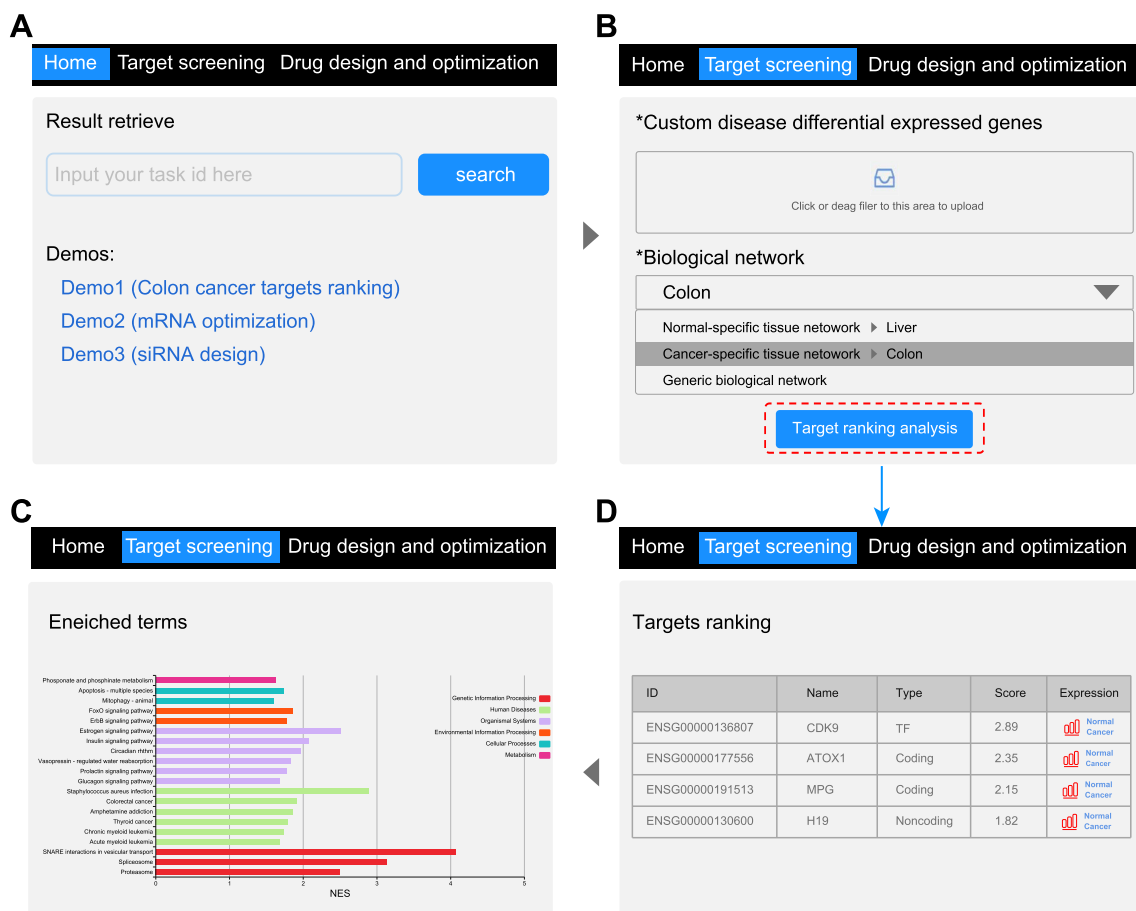 A
Home Target screening Drug design and optimization
Result retrieve
Input your task id here
search
Demos:
Demo1 (Colon cancer targets ranking)
Demo2 (mRNA optimization)
Demo3 (siRNA design)
B
Home Target screening Drug design and optimization
*Custom disease differential expressed genes
Click or deag filer to this area to upload
*Biological network
Colon
Normal-specific tissue netowork Liver
Cancer-specific tissue netowork Colon
Generic biological network
Target ranking analysis
C
Home Target screening Drug design and optimization
Eneiched terms
Phosponate and phosphinate metabolism
Apoptosis - multiple species
Mitophagy - animal
FoxO signaling pathway
ErbB signaling pathway
Estrogen signaling pathway
Insulin signaling pathway
Circadian rhthm
Vasopressin - regulated water reabsorption
Prolactin signaling pathway
Glucagon signaling pathway
Staphylococcus aureus infection
Colorectal cancer
Amphetamine addiction
Thyroid cancer
Chronic myeloid leukemia
Acute myeloid leukemia
SNARE interactions in vesicular transport
Spliceosome
Proteasome
0 1 2 3 4 5
NES
Genetic Information Processing
Human Diseases
Organismal Systems
Environmental Information Processing
Cellular Processes
Metabolism
D
Home Target screening Drug design and optimization
Targets ranking
ID Name Type Score Expression
ENSG00000136807 CDK9 TF 2.89 Normal
Cancer
ENSG00000177556 ATOX1 Coding 2.35 Normal
Cancer
ENSG00000191513 MPG Coding 2.15 Normal
Cancer
ENSG00000130600 H19 Noncoding 1.82 Normal
Cancer